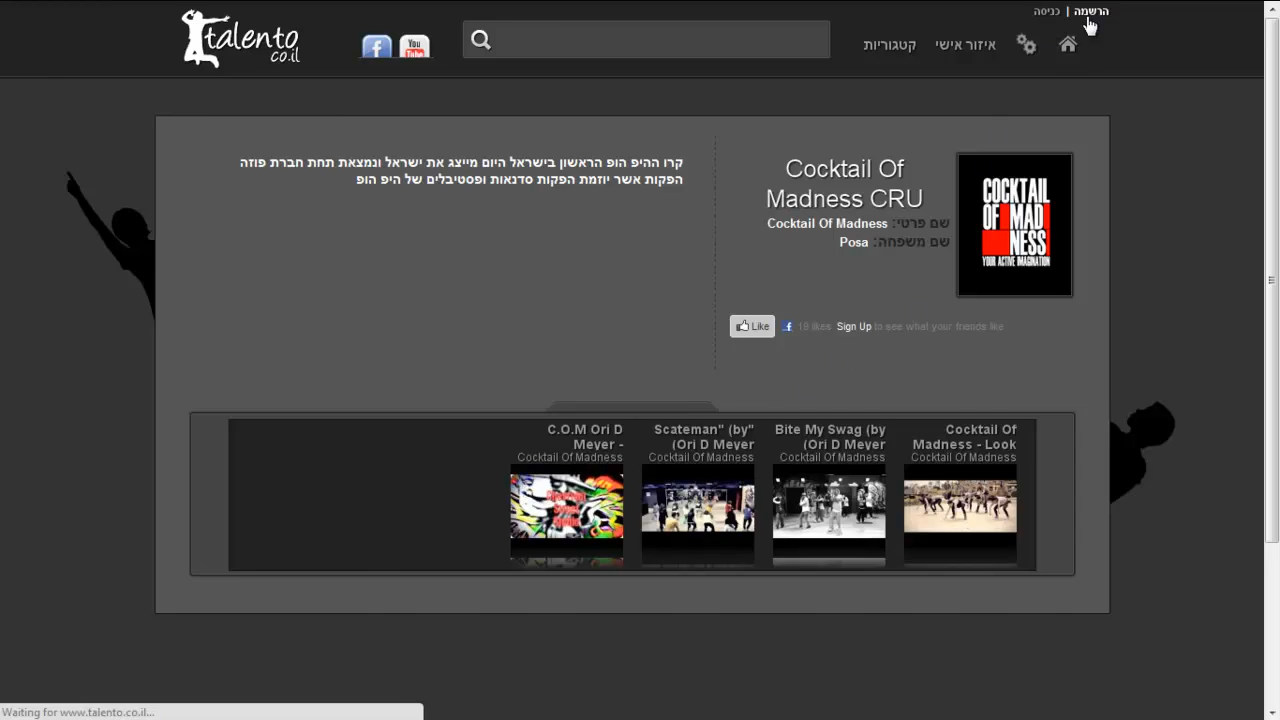 הרשמה | כניסה
talento
co.il
You
Tube
קטגוריות
איזור אישי
Cocktail Of
Madness CRU
שם פרטי: Cocktail Of Madness
שם משפחה: Posa
COCKTAIL
OF MAD
NESS
YOUR ACTIVE IMAGINATION
Like
19 likes. Sign Up to see what your friends like
קרו ההיפ הופ הראשון בישראל היום מייצג את ישראל ונמצאת תחת חברת פוזה
הפקות אשר יוזמת הפקות סדנאות ופסטיבלים של היפ הופ
Cocktail Of
Madness - Look
Cocktail Of Madness
Bite My Swag (by
(Ori D Meyer
Cocktail Of Madness
Scateman" (by"
(Ori D Meyer
Cocktail Of Madness
C.O.M Ori D
Meyer -
Cocktail Of Madness
Waiting for www.talento.co.il...